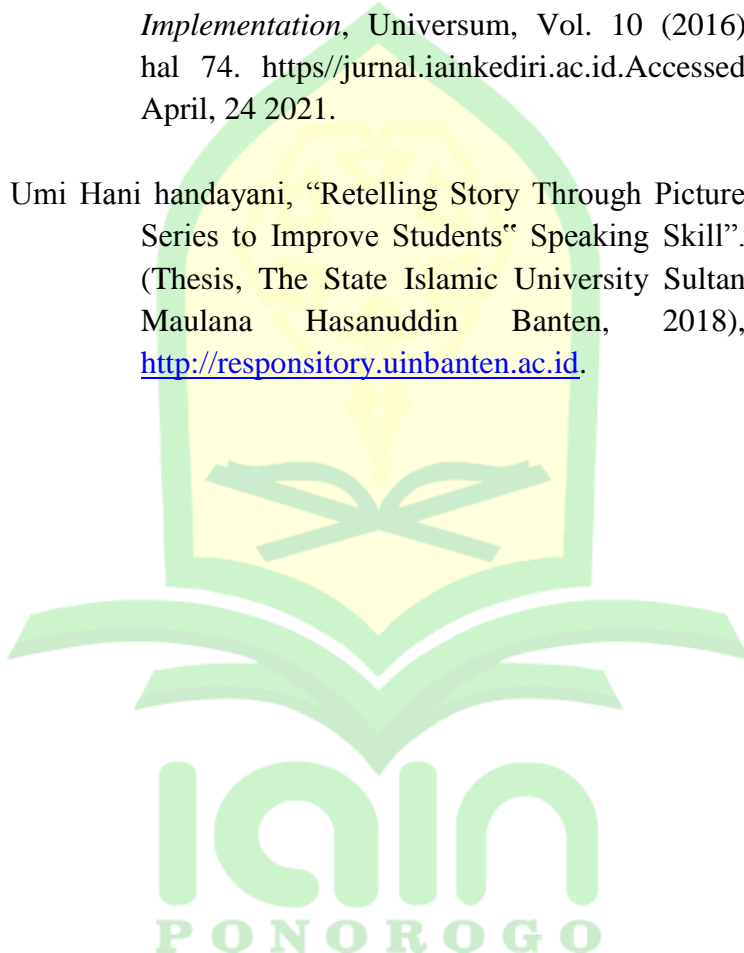 Implementation, Universum, Vol. 10 (2016)
hal 74. https//jurnal.iainkediri.ac.id.Accessed
April, 24 2021.
Umi Hani handayani, “Retelling Story Through Picture
Series to Improve Students‟ Speaking Skill”.
(Thesis, The State Islamic University Sultan
Maulana Hasanuddin Banten, 2018),
http://responsitory.uinbanten.ac.id.
iain
PONOROGO